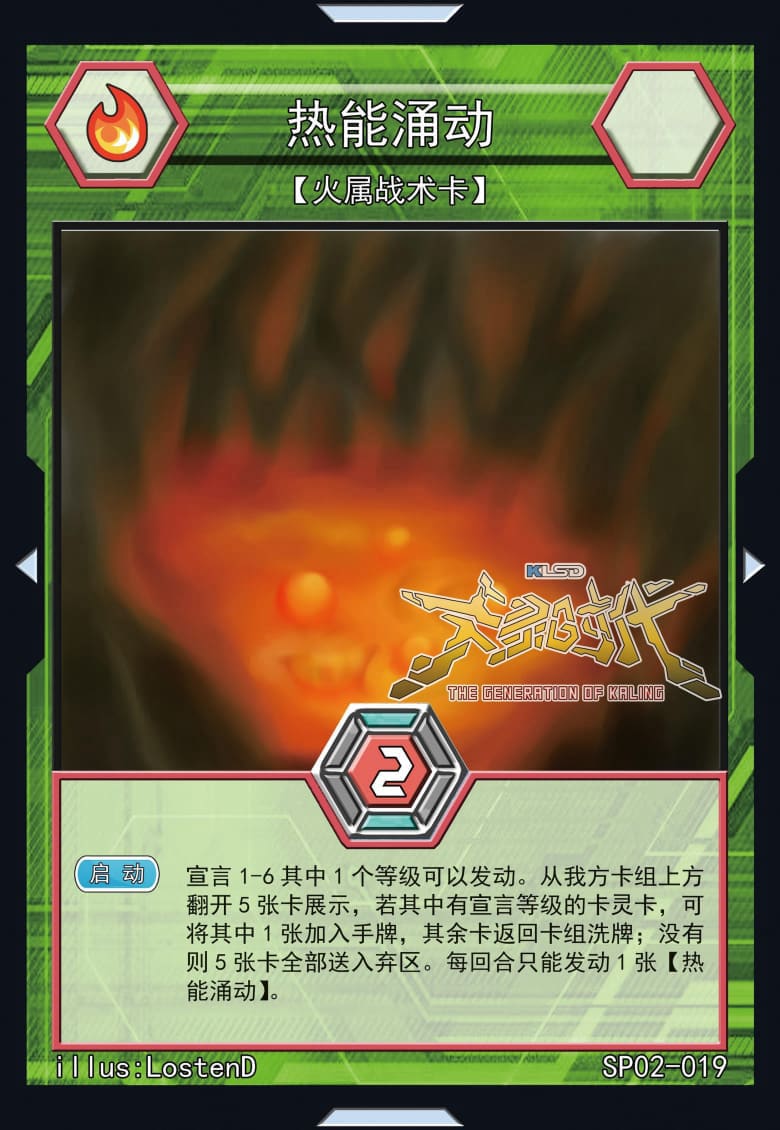 热能涌动
【火属战术卡】
KLSD
卡灵时代
THE GENERATION OF KALING
2
启 动
宣言 1-6 其中 1 个等级可以发动。从我方卡组上方
翻开 5 张卡展示，若其中有宣言等级的卡灵卡，可
将其中 1 张加入手牌，其余卡返回卡组洗牌；没有
则 5 张卡全部送入弃区。每回合只能发动 1 张【热
能涌动】。
illus:LostenD
SP02-019